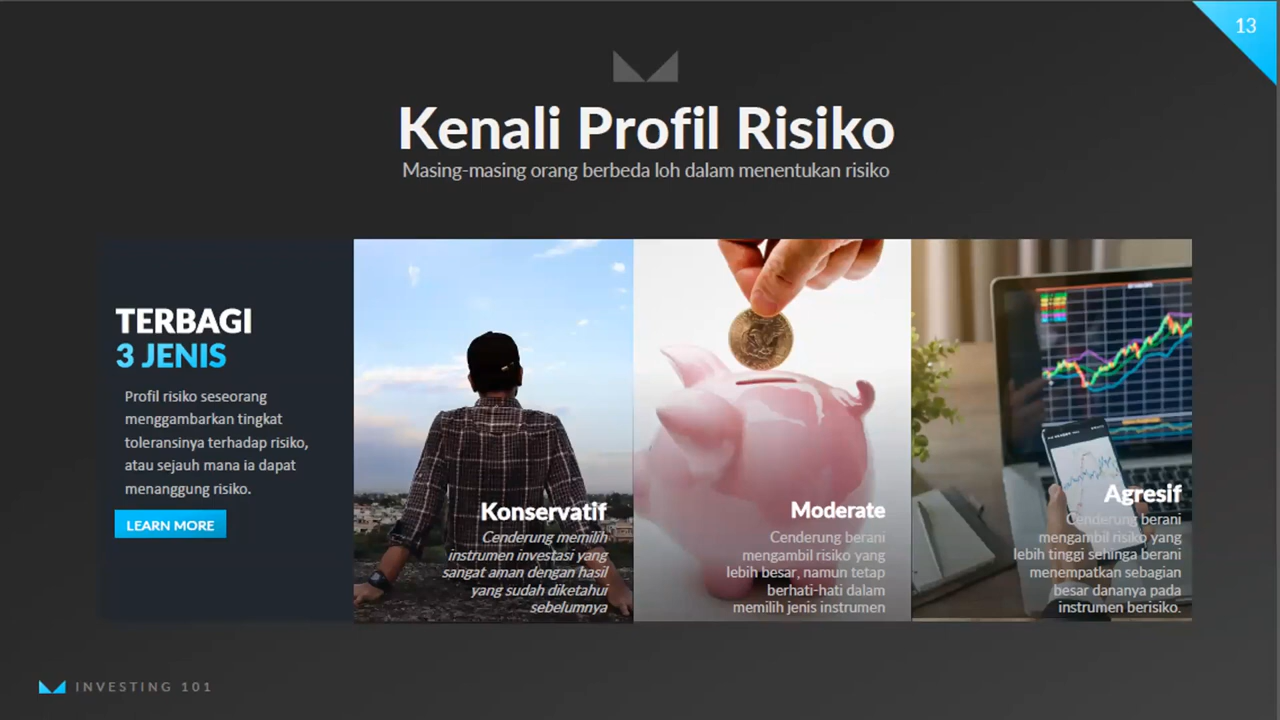 13
Kenali Profil Risiko
Masing-masing orang berbeda loh dalam menentukan risiko
TERBAGI
3 JENIS
Profil risiko seseorang
menggambarkan tingkat
toleransinya terhadap risiko,
atau sejauh mana ia dapat
menanggung risiko.
LEARN MORE
Konservatif
Cenderung memilih
instrumen investasi yang
sangat aman dengan hasil
yang sudah diketahui
sebelumnya
Moderate
Cenderung berani
mengambil risiko yang
lebih besar, namun tetap
berhati-hati dalam
memilih jenis instrumen
Agresif
Cenderung berani
mengambil risiko yang
lebih tinggi sehinga berani
menempatkan sebagian
besar dananya pada
instrumen berisiko.
INVESTING 101